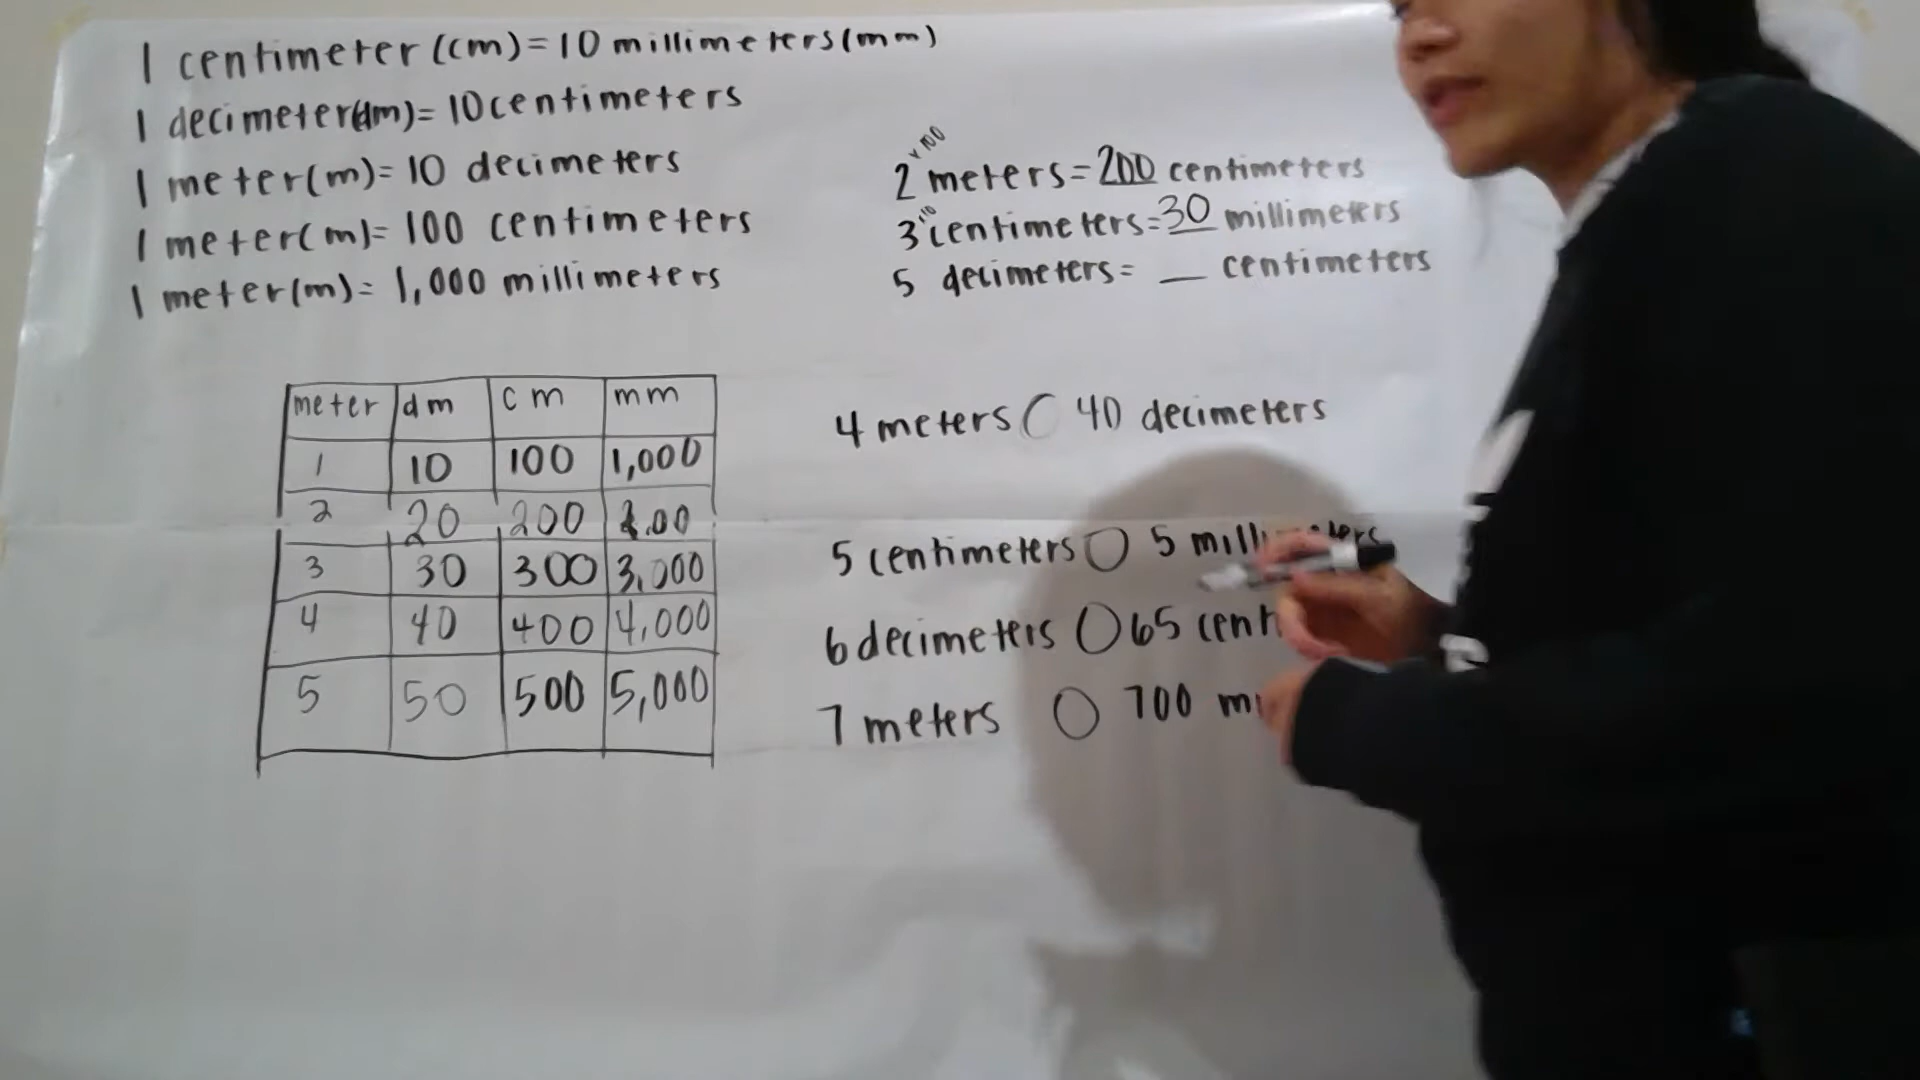 1 centimeter (cm) = 10 millimeters (mm)
1 decimeter(dm) = 10 centimeters
1 meter(m) = 10 decimeters
1 meter(m) = 100 centimeters
1 meter(m) = 1,000 millimeters
x100
2 meters = 200 centimeters
3 centimeters = 30 millimeters
5 decimeters = __ centimeters
meter dm cm mm
1 10 100 1,000
2 20 200
3 30 300 3,000
4 40 400 4,000
5 50 500 5,000
4 meters ◯ 40 decimeters
5 centimeters ◯ 5
6 decimeters ◯ 65 cent
7 meters ◯ 700 m